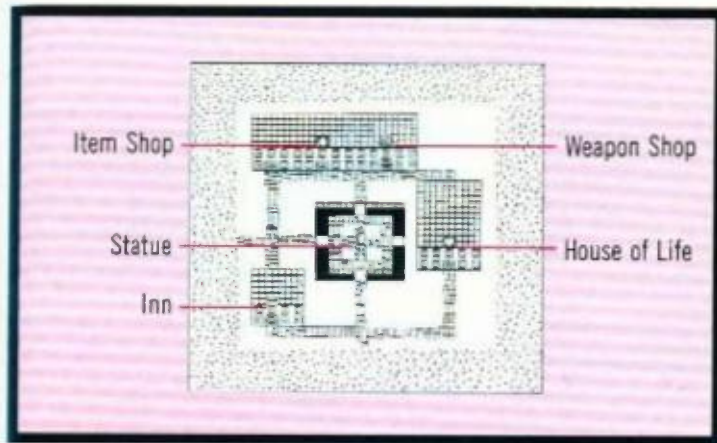 Item Shop
Weapon Shop
Statue
House of Life
Inn